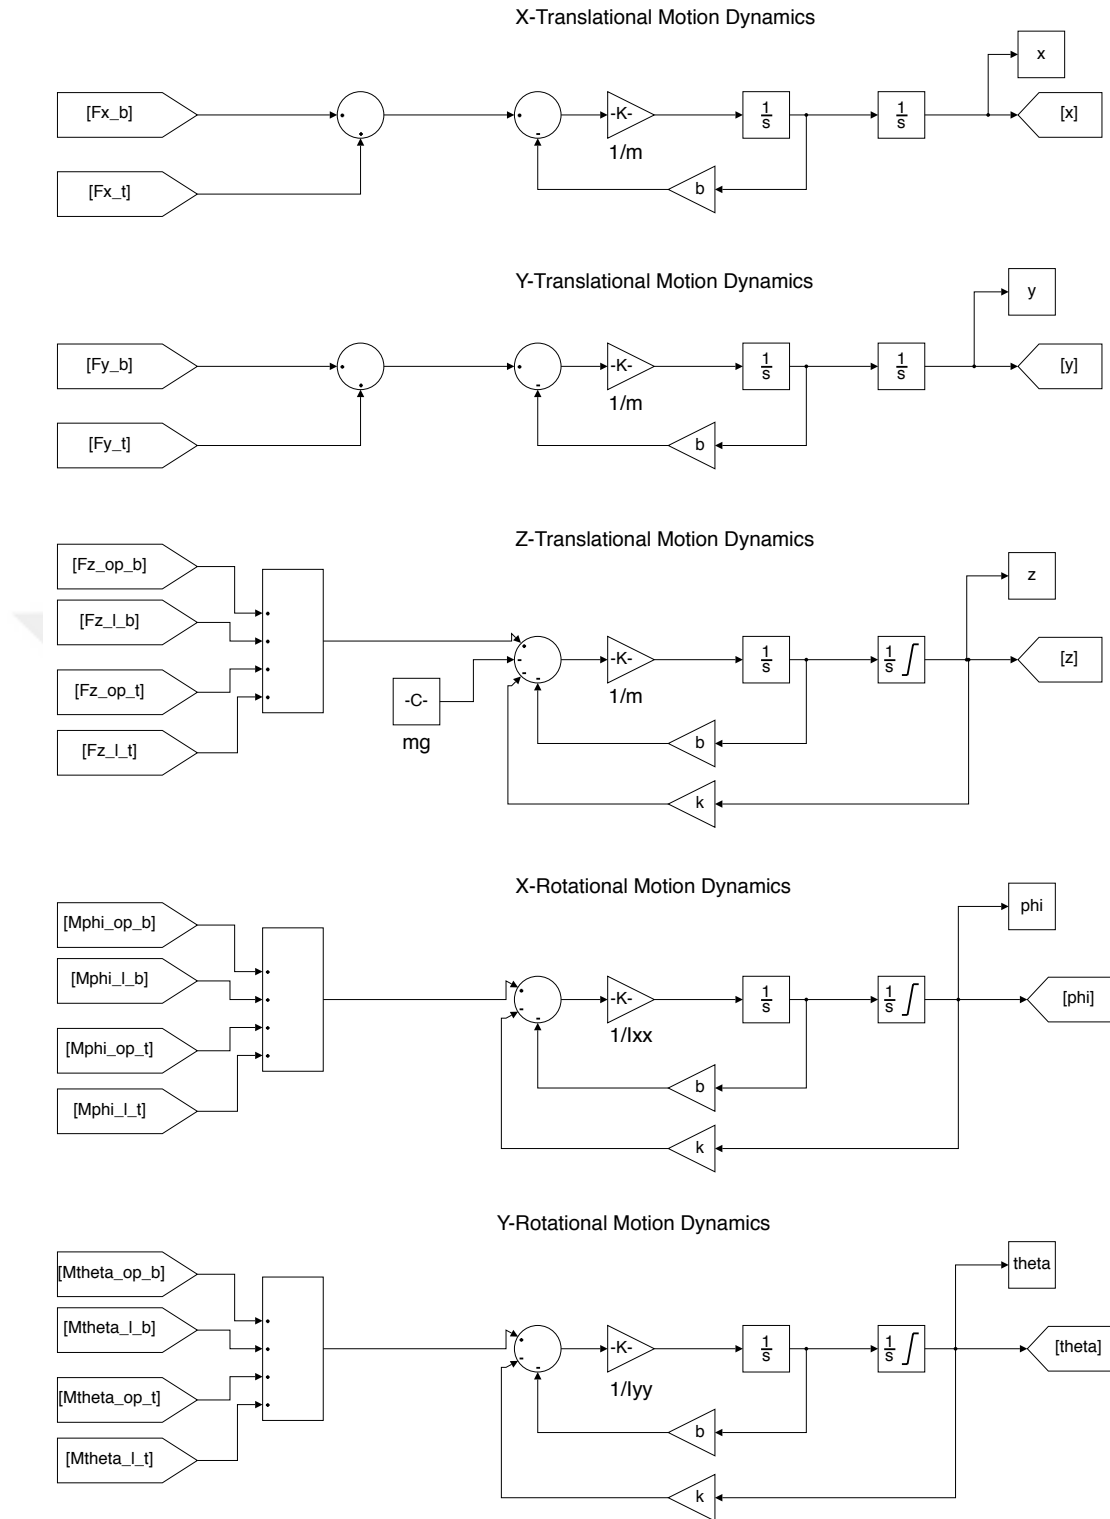 X-Translational Motion Dynamics
x
[Fx_b]
-K-
1
s
1
s
[x]
1/m
b
[Fx_t]
Y-Translational Motion Dynamics
y
[Fy_b]
-K-
1
s
1
s
[y]
1/m
b
[Fy_t]
Z-Translational Motion Dynamics
[Fz_op_b]
z
[Fz_l_b]
-K-
1
s
1
s
[z]
[Fz_op_t]
-C-
1/m
mg
b
[Fz_l_t]
k
X-Rotational Motion Dynamics
phi
[Mphi_op_b]
[Mphi_l_b]
-K-
1
s
1
s
[phi]
1/Ixx
[Mphi_op_t]
b
[Mphi_l_t]
k
Y-Rotational Motion Dynamics
theta
[Mtheta_op_b]
[Mtheta_l_b]
-K-
1
s
1
s
[theta]
1/Iyy
[Mtheta_op_t]
b
[Mtheta_l_t]
k